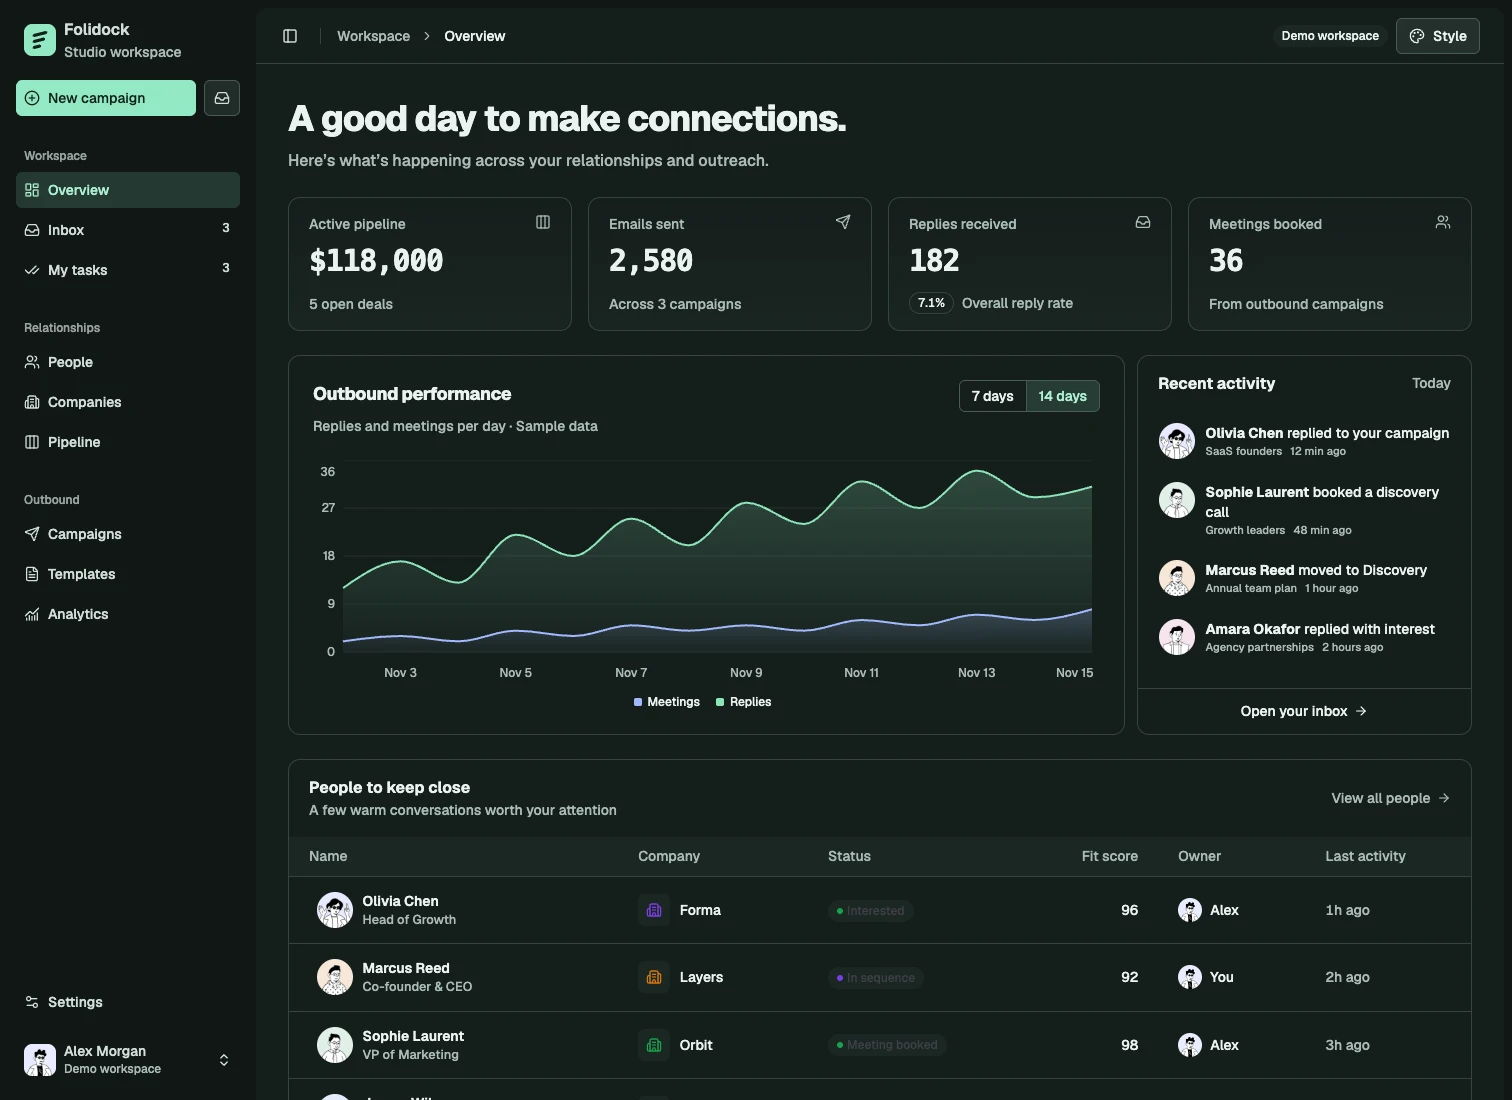 Folidock
Studio workspace
New campaign
Workspace
Overview
Inbox 3
My tasks 3
Relationships
People
Companies
Pipeline
Outbound
Campaigns
Templates
Analytics
Settings
Alex Morgan
Demo workspace
Workspace > Overview
Demo workspace
Style
A good day to make connections.
Here’s what’s happening across your relationships and outreach.
Active pipeline
$118,000
5 open deals
Emails sent
2,580
Across 3 campaigns
Replies received
182
7.1% Overall reply rate
Meetings booked
36
From outbound campaigns
Outbound performance
Replies and meetings per day · Sample data
7 days 14 days
36
27
18
9
0
Nov 3 Nov 5 Nov 7 Nov 9 Nov 11 Nov 13 Nov 15
Meetings Replies
Recent activity Today
Olivia Chen replied to your campaign
SaaS founders 12 min ago
Sophie Laurent booked a discovery
call
Growth leaders 48 min ago
Marcus Reed moved to Discovery
Annual team plan 1 hour ago
Amara Okafor replied with interest
Agency partnerships 2 hours ago
Open your inbox →
People to keep close
A few warm conversations worth your attention
View all people →
Name Company Status Fit score Owner Last activity
Olivia Chen
Head of Growth
Forma Interested 96 Alex 1h ago
Marcus Reed
Co-founder & CEO
Layers In sequence 92 You 2h ago
Sophie Laurent
VP of Marketing
Orbit Meeting booked 98 Alex 3h ago